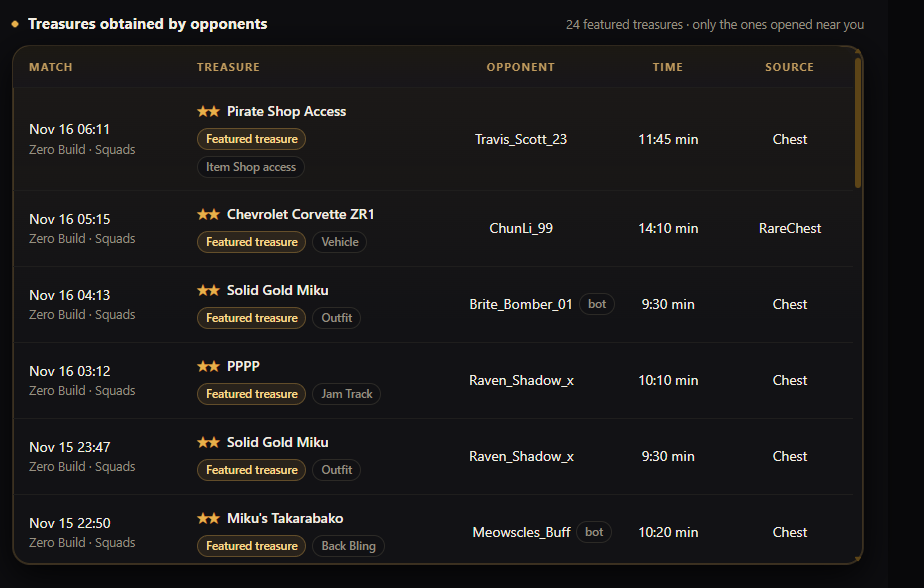 Treasures obtained by opponents
24 featured treasures · only the ones opened near you
MATCH TREASURE OPPONENT TIME SOURCE
★★ Pirate Shop Access
Nov 16 06:11 Featured treasure Travis_Scott_23 11:45 min Chest
Zero Build · Squads
Item Shop access
★★ Chevrolet Corvette ZR1
Nov 16 05:15 ChunLi_99 14:10 min RareChest
Zero Build · Squads Featured treasure Vehicle
★★ Solid Gold Miku
Nov 16 04:13 Brite_Bomber_01 bot 9:30 min Chest
Zero Build · Squads Featured treasure Outfit
★★ PPPP
Nov 16 03:12 Raven_Shadow_x 10:10 min Chest
Zero Build · Squads Featured treasure Jam Track
★★ Solid Gold Miku
Nov 15 23:47 Raven_Shadow_x 9:30 min Chest
Zero Build · Squads Featured treasure Outfit
★★ Miku's Takarabako
Nov 15 22:50 Meowscles_Buff bot 10:20 min Chest
Zero Build · Squads Featured treasure Back Bling